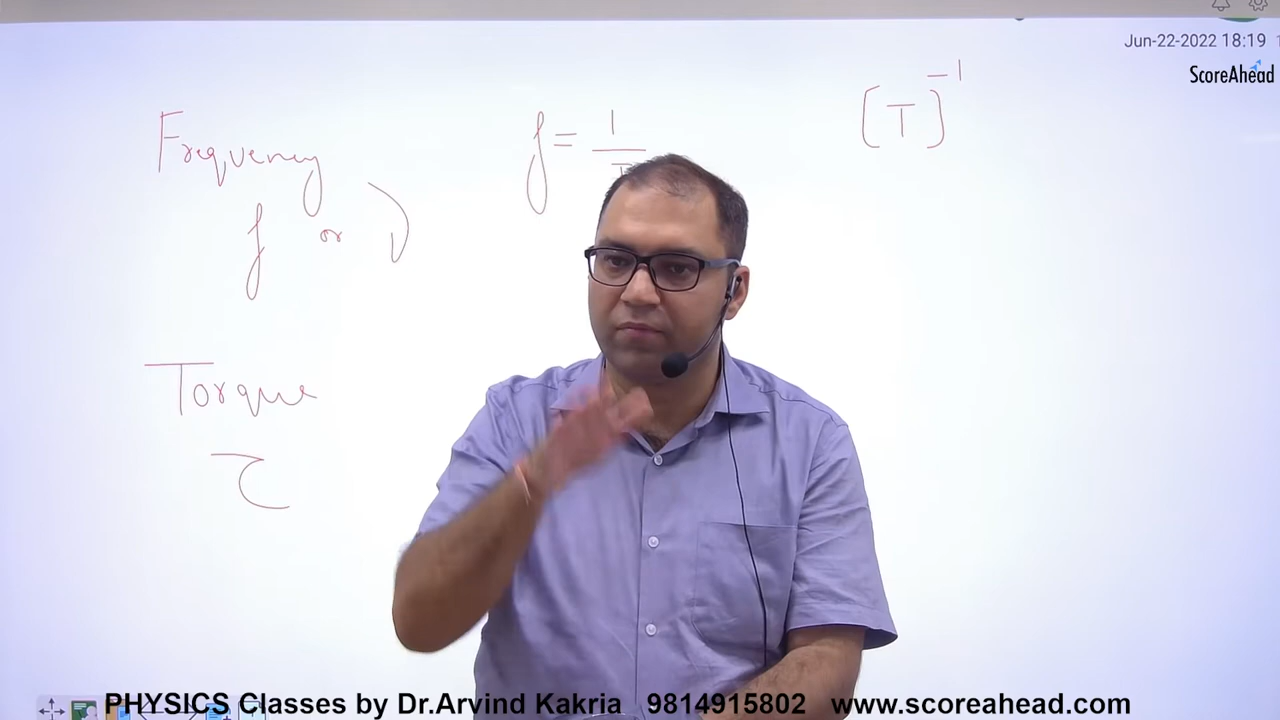 Jun-22-2022 18:19
ScoreAhead
Frequency
f or ν
f = 1/T
[T]⁻¹
Torque
τ
PHYSICS Classes by Dr.Arvind Kakria 9814915802 www.scoreahead.com